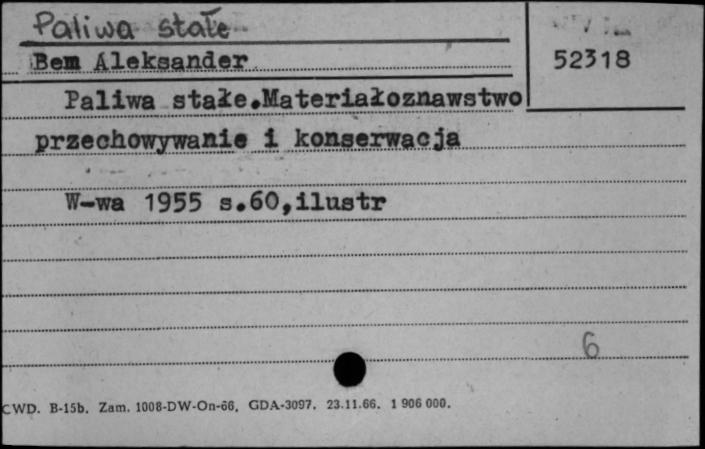 Paliwa stałe
Bem Aleksander
52318
Paliwa stałe.Materiałoznawstwo
przechowywanie i konserwacja
W-wa 1955 s.60,ilustr
6
CWD. B-15b. Zam. 1008-DW-On-66. GDA-3097. 23.11.66. 1 906 000.